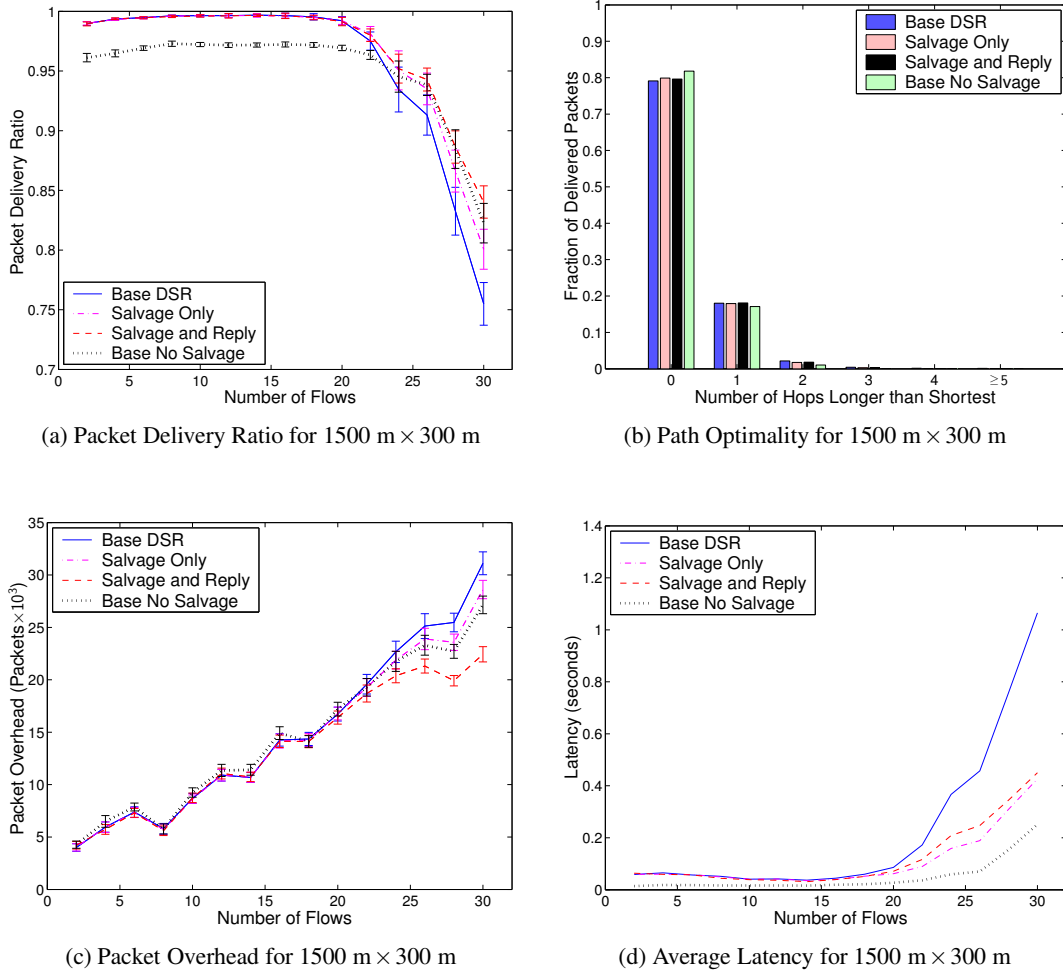 1
0.95
0.9
0.85
0.8
0.75
0.7
0 5 10 15 20 25 30
Packet Delivery Ratio
Number of Flows
Base DSR
Salvage Only
Salvage and Reply
Base No Salvage
(a) Packet Delivery Ratio for 1500 m × 300 m
1
0.9
0.8
0.7
0.6
0.5
0.4
0.3
0.2
0.1
0
0 1 2 3 4 ≥5
Fraction of Delivered Packets
Number of Hops Longer than Shortest
Base DSR
Salvage Only
Salvage and Reply
Base No Salvage
(b) Path Optimality for 1500 m × 300 m
35
30
25
20
15
10
5
0
0 5 10 15 20 25 30
Packet Overhead (Packets×10³)
Number of Flows
Base DSR
Salvage Only
Salvage and Reply
Base No Salvage
(c) Packet Overhead for 1500 m × 300 m
1.4
1.2
1
0.8
0.6
0.4
0.2
0
0 5 10 15 20 25 30
Latency (seconds)
Number of Flows
Base DSR
Salvage Only
Salvage and Reply
Base No Salvage
(d) Average Latency for 1500 m × 300 m